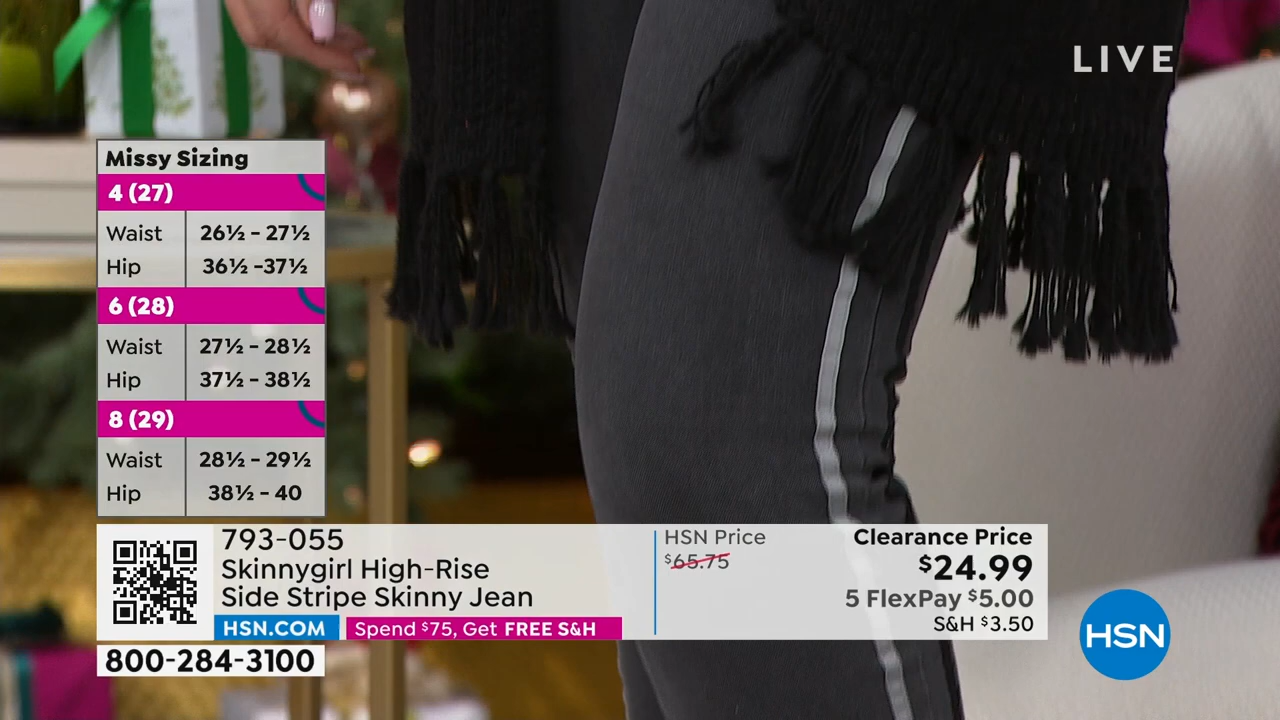 LIVE
Missy Sizing
4 (27)
Waist 26½ - 27½
Hip 36½ -37½
6 (28)
Waist 27½ - 28½
Hip 37½ - 38½
8 (29)
Waist 28½ - 29½
Hip 38½ - 40
793-055
Skinnygirl High-Rise
Side Stripe Skinny Jean
HSN.COM Spend $75, Get FREE S&H
HSN Price
$65.75
Clearance Price
$24.99
5 FlexPay $5.00
S&H $3.50
800-284-3100
HSN